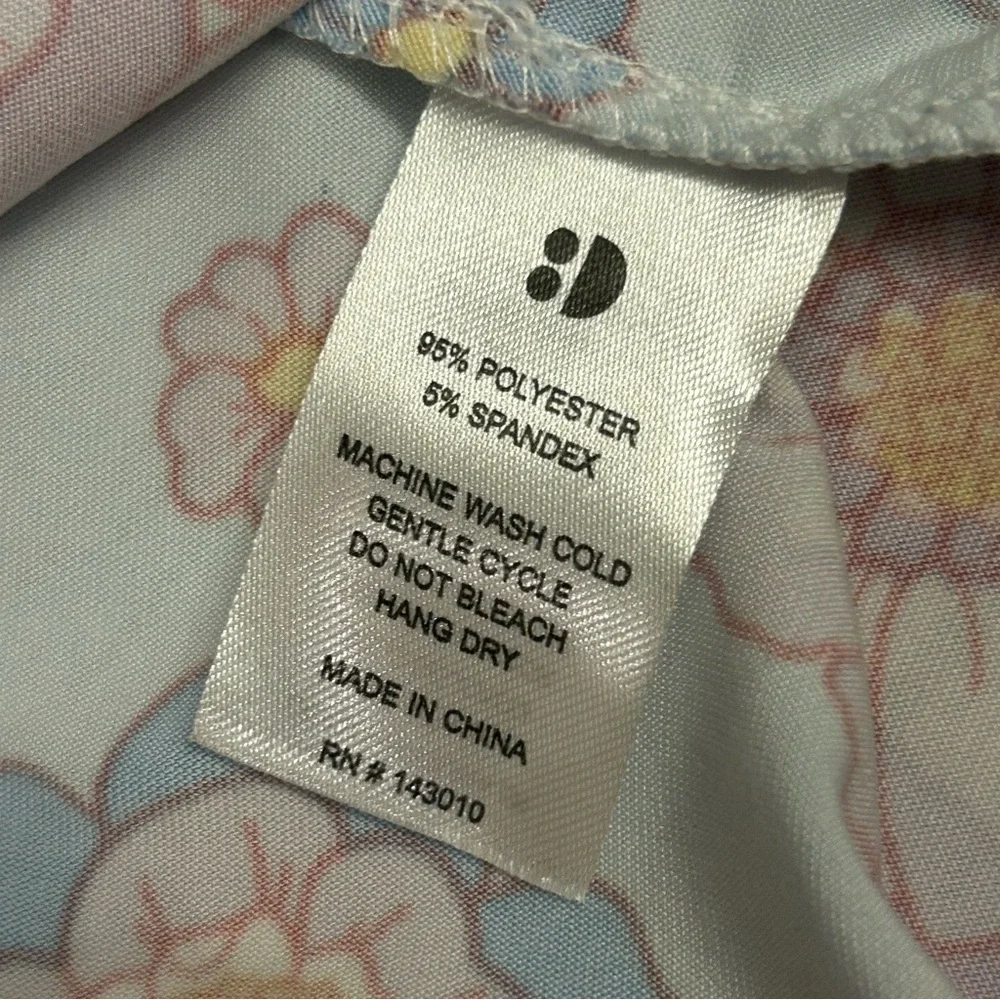 95% POLYESTER
5% SPANDEX
MACHINE WASH COLD
GENTLE CYCLE
DO NOT BLEACH
HANG DRY
MADE IN CHINA
RN # 143010